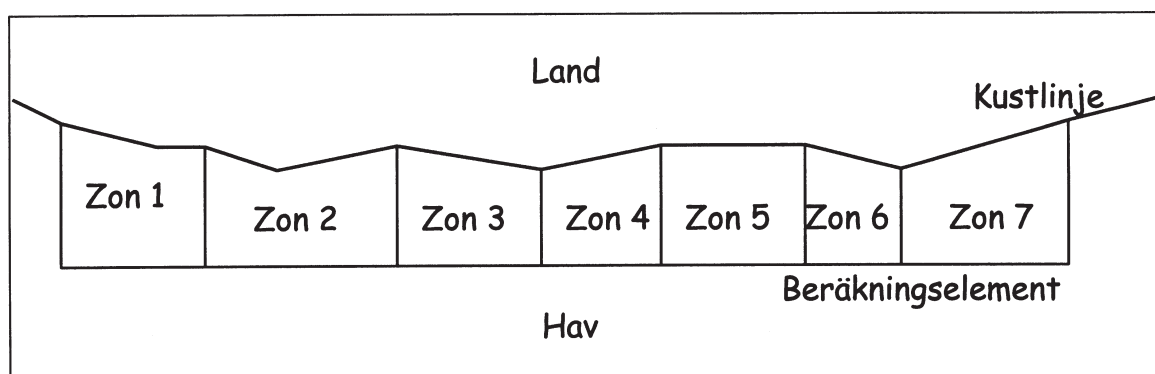 Land
Kustlinje
Zon 1
Zon 2
Zon 3
Zon 4
Zon 5
Zon 6
Zon 7
Beräkningselement
Hav